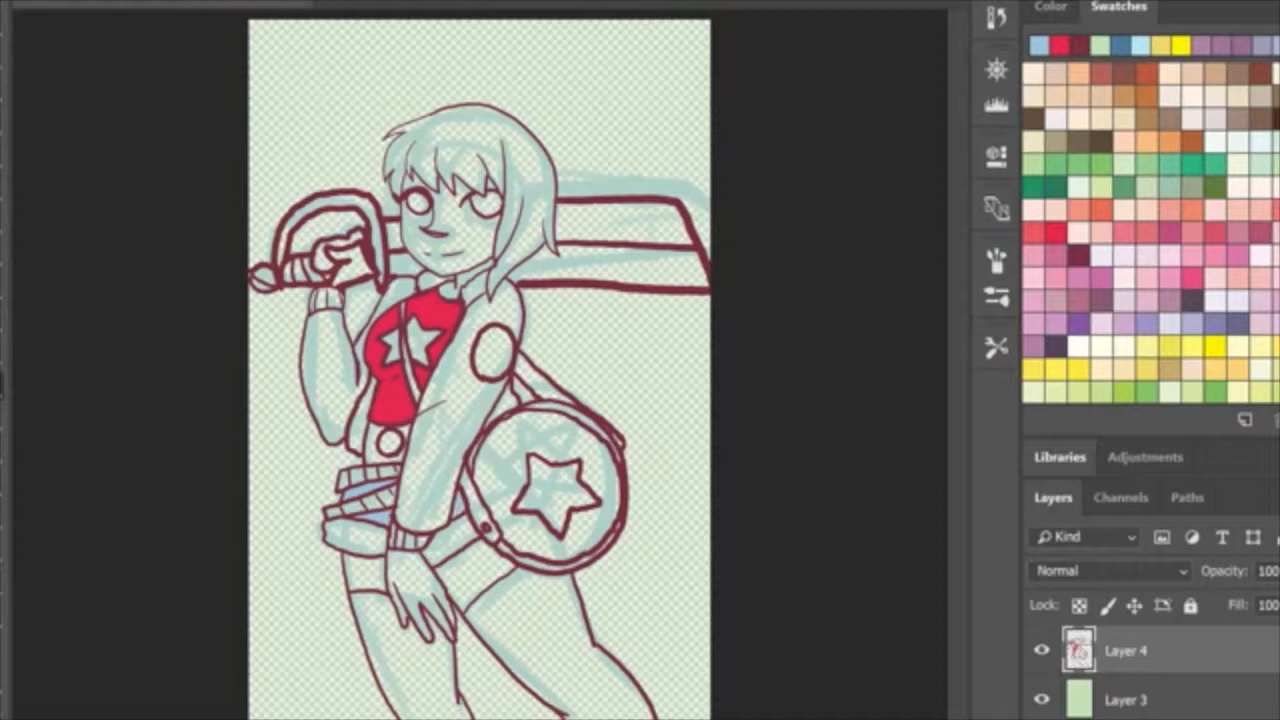 Color Swatches
Libraries Adjustments
Layers Channels Paths
Kind
Normal Opacity: 100
Lock: Fill: 100
Layer 4
Layer 3